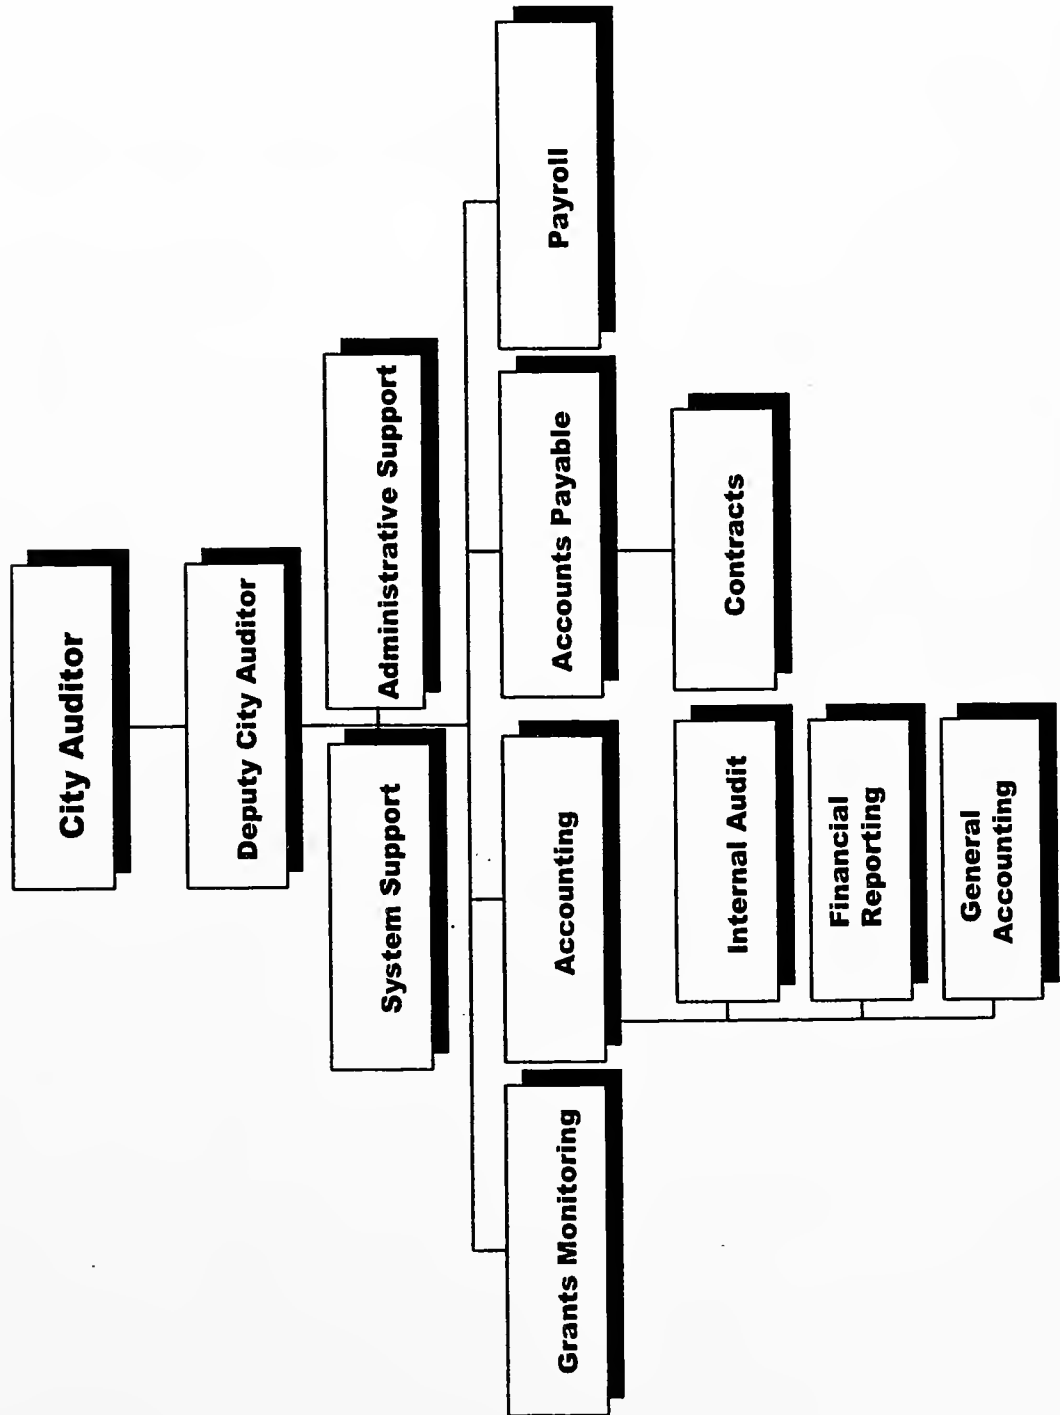 City Auditor
Deputy City Auditor
System Support
Administrative Support
Grants Monitoring
Accounting
Accounts Payable
Payroll
Internal Audit
Contracts
Financial
Reporting
General
Accounting